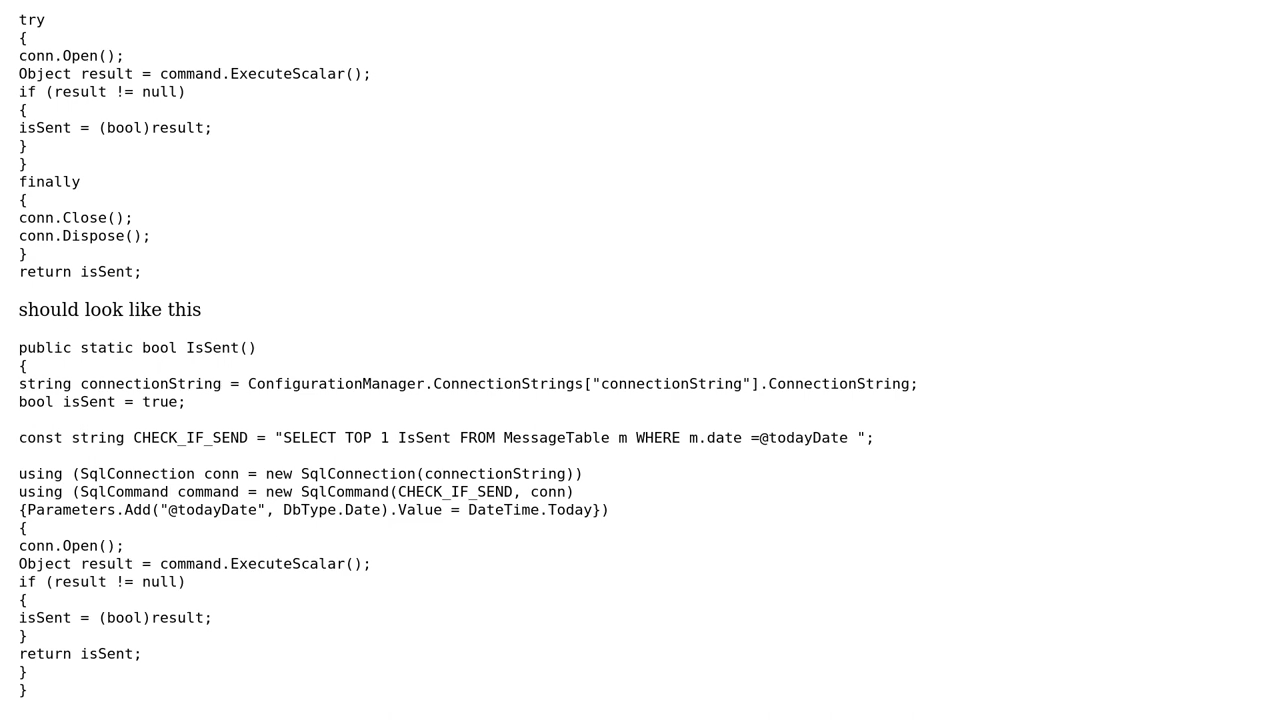 try
{
conn.Open();
Object result = command.ExecuteScalar();
if (result != null)
{
isSent = (bool)result;
}
}
finally
{
conn.Close();
conn.Dispose();
}
return isSent;
should look like this
public static bool IsSent()
{
string connectionString = ConfigurationManager.ConnectionStrings["connectionString"].ConnectionString;
bool isSent = true;
const string CHECK_IF_SEND = "SELECT TOP 1 IsSent FROM MessageTable m WHERE m.date =@todayDate ";
using (SqlConnection conn = new SqlConnection(connectionString))
using (SqlCommand command = new SqlCommand(CHECK_IF_SEND, conn)
{Parameters.Add("@todayDate", DbType.Date).Value = DateTime.Today})
{
conn.Open();
Object result = command.ExecuteScalar();
if (result != null)
{
isSent = (bool)result;
}
return isSent;
}
}